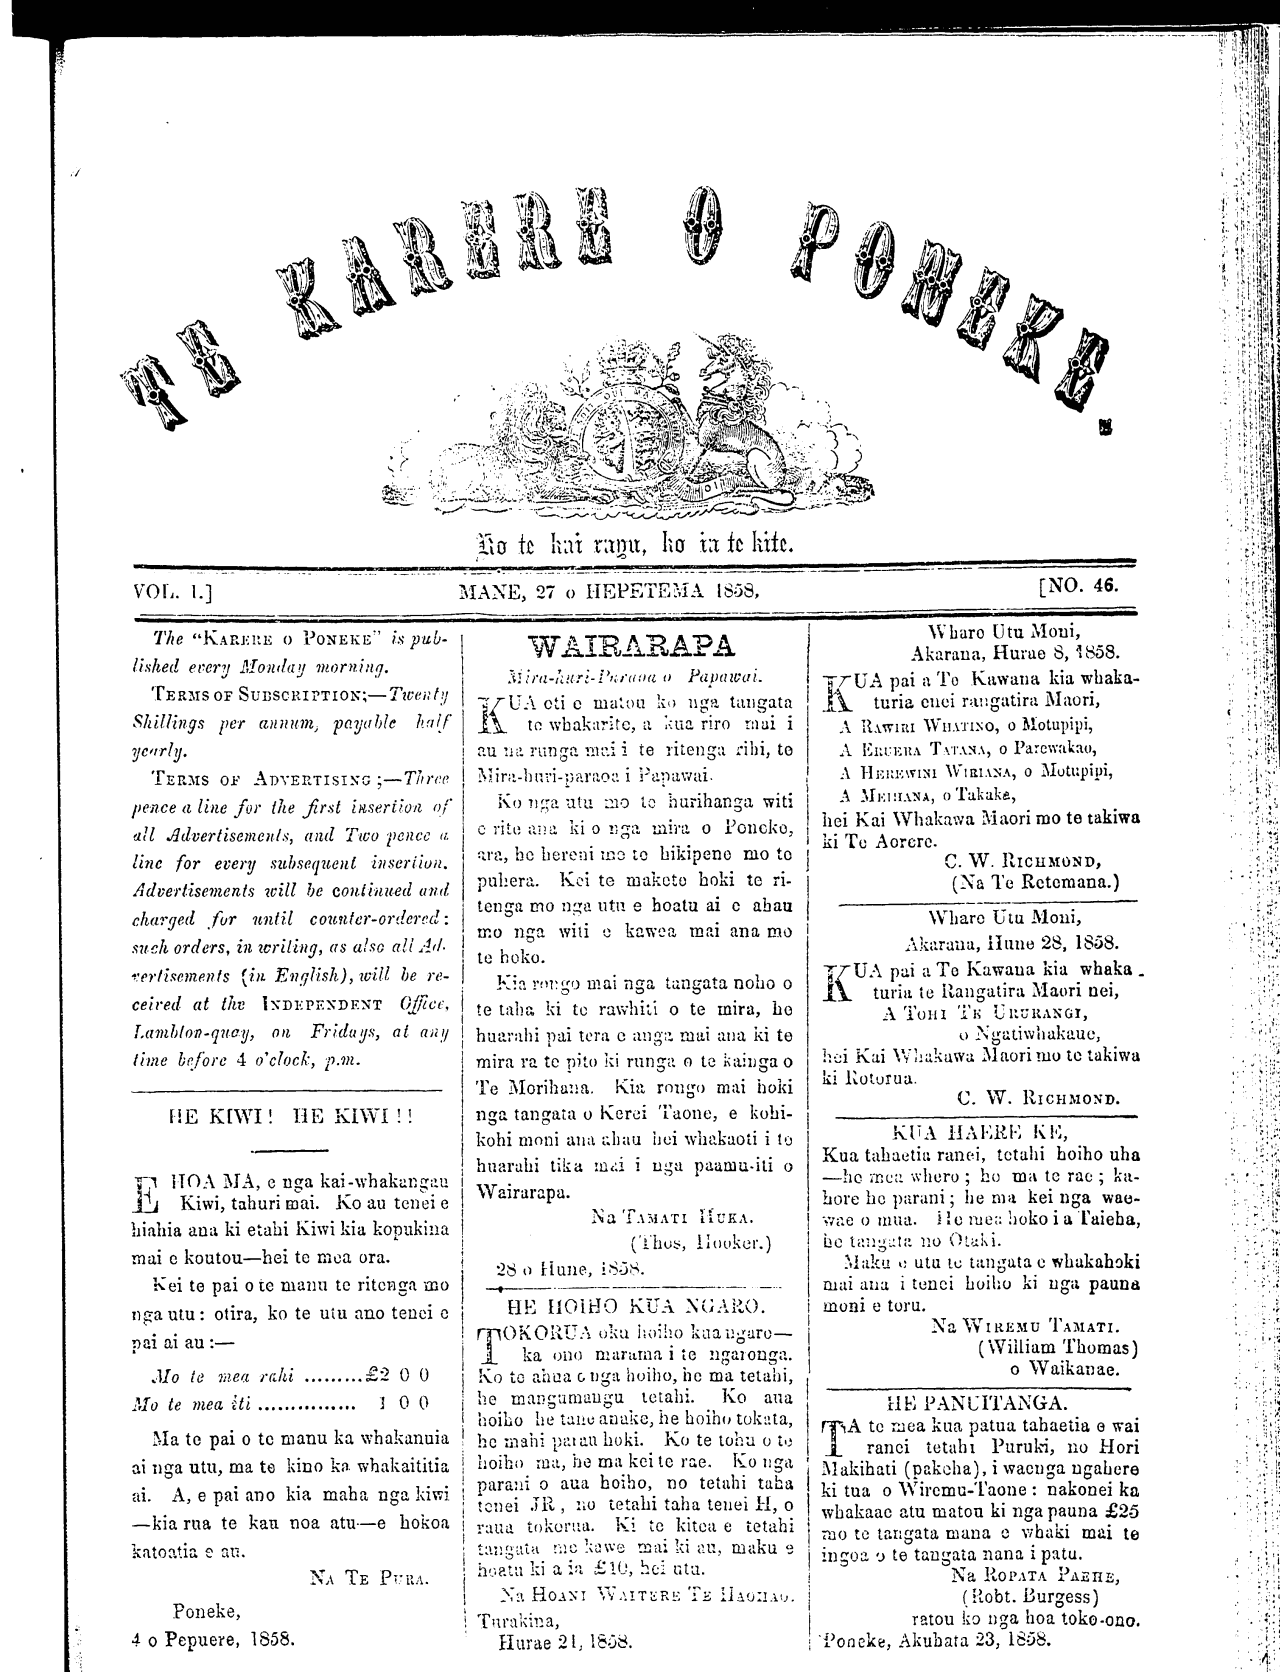 TE KARERE O PONEKE.
Ko te kai ranu, ko ia te kite.
VOL. 1.]
MANE, 27 o HEPETEMA 1858,
[NO. 46.
The "KARERE O PONEKE" is pub-
lished every Monday morning.
TERMS OF SUBSCRIPTION;—Twenty
Shillings per annum, payable half
yearly.
TERMS OF ADVERTISING;—Three
pence a line for the first insertion of
all Advertisements, and Two pence a
line for every subsequent insertion.
Advertisements will be continued and
charged for until counter-ordered:
such orders, in writing, as also all Ad-
vertisements (in English), will be re-
ceived at the INDEPENDENT Office,
Lambton-quay, on Fridays, at any
time before 4 o'clock, p.m.
HE KIWI! HE KIWI!!
E HOA MA, e nga kai-whakangau
Kiwi, tahuri mai. Ko au tenei e
hiahia ana ki etahi Kiwi kia kopukina
mai e koutou—hei te mea ora.
Kei te pai o te manu te ritenga mo
nga utu: otira, ko te utu ano tenei e
pai ai au:—
Mo te mea rahi .........£2 0 0
Mo te mea iti ............... 1 0 0
Ma te pai o te manu ka whakanuia
ai nga utu, ma te kino ka whakaititia
ai. A, e pai ano kia maha nga kiwi
—kia rua te kau noa atu—e hokoa
katoatia e au.
NA TE PURA.
Poneke,
4 o Pepuere, 1858.
WAIRARAPA
Mira-huri-Paraoa o Papawai.
KUA oti e matou ko nga tangata
te whakarite, a kua riro mai i
au na runga mai i te ritenga rihi, te
Mira-huri-paraoa i Papawai.
Ko nga utu mo te hurihanga witi
e rite ana ki o nga mira o Poneke,
ara, he hereni mo te hikipene mo te
puhera. Kei te makete hoki te ri-
tenga mo nga utu e hoatu ai e ahau
mo nga witi e kawea mai ana mo
te hoko.
Kia rongo mai nga tangata noho o
te taha ki te rawhiti o te mira, he
huarahi pai tera e anga mai ana ki te
mira ra te pito ki runga o te kainga o
Te Morihana. Kia rongo mai hoki
nga tangata o Kerei Taone, e kohi-
kohi moni ana ahau hei whakaoti i te
huarahi tika mai i nga paamu-iti o
Wairarapa.
Na TAMATI HUKA.
(Thos, Hooker.)
28 o Hune, 1858.
HE HOIHO KUA NGARO.
TOKORUA oku hoiho kua ngaro—
ka ono marama i te ngaronga.
Ko te ahua o nga hoiho, he ma tetahi,
he mangumangu tetahi. Ko aua
hoiho he tane anake, he hoiho tokata,
he mahi parau hoki. Ko te tohu o te
hoiho ma, he ma kei te rae. Ko nga
parani o aua hoiho, no tetahi taha
tenei JR, no tetahi taha tenei H, o
raua tokorua. Ki te kitea e tetahi
tangata me kawe mai ki au, maku e
hoatu ki a ia £10, hei utu.
Na HOANI WAITERE TE HAOHAO.
Turakina,
Hurae 21, 1858.
Whare Utu Moni,
Akarana, Hurae 8, 1858.
KUA pai a Te Kawana kia whaka-
turia enei rangatira Maori,
A RAWIRI WHATINO, o Motupipi,
A ERUERA TATANA, o Parewakao,
A HEREWINI WIRIANA, o Motupipi,
A MEIHANA, o Takake,
hei Kai Whakawa Maori mo te takiwa
ki Te Aorere.
C. W. RICHMOND,
(Na Te Retemana.)
Whare Utu Moni,
Akarana, Hune 28, 1858.
KUA pai a Te Kawana kia whaka-
turia te Rangatira Maori nei,
A TOHI TE URURANGI,
o Ngatiwhakaue,
hei Kai Whakawa Maori mo te takiwa
ki Rotorua.
C. W. RICHMOND.
KUA HAERE KE,
Kua tahaetia ranei, tetahi hoiho uha
—he mea whero; he ma te rae; ka-
hore he parani; he ma kei nga wae-
wae o mua. He mea hoko i a Taieha,
he tangata no Otaki.
Maku e utu te tangata e whakahoki
mai ana i tenei hoiho ki nga pauna
moni e toru.
Na WIREMU TAMATI.
(William Thomas)
o Waikanae.
HE PANUITANGA.
TA te mea kua patua tahaetia e wai
ranei tetahi Puruki, no Hori
Makihati (pakeha), i waenga ngahere
ki tua o Wiremu-Taone: nakonei ka
whakaae atu matou ki nga pauna £25
mo te tangata mana e whaki mai te
ingoa o te tangata nana i patu.
Na ROPATA PAEHE,
(Robt. Burgess)
ratou ko nga hoa toko-ono.
Poneke, Akuhata 23, 1858.